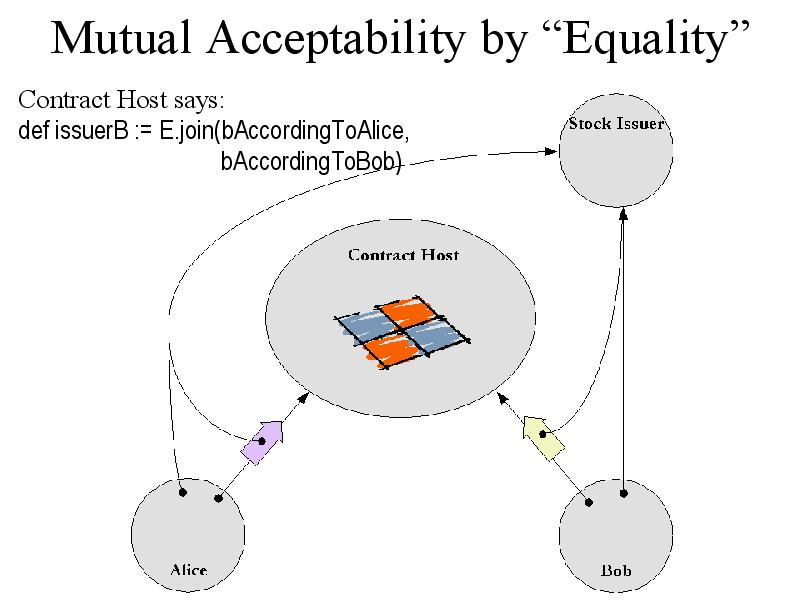 Mutual Acceptability by “Equality”
Contract Host says:
def issuerB := E.join(bAccordingToAlice,
bAccordingToBob)
Stock Issuer
Contract Host
Alice
Bob